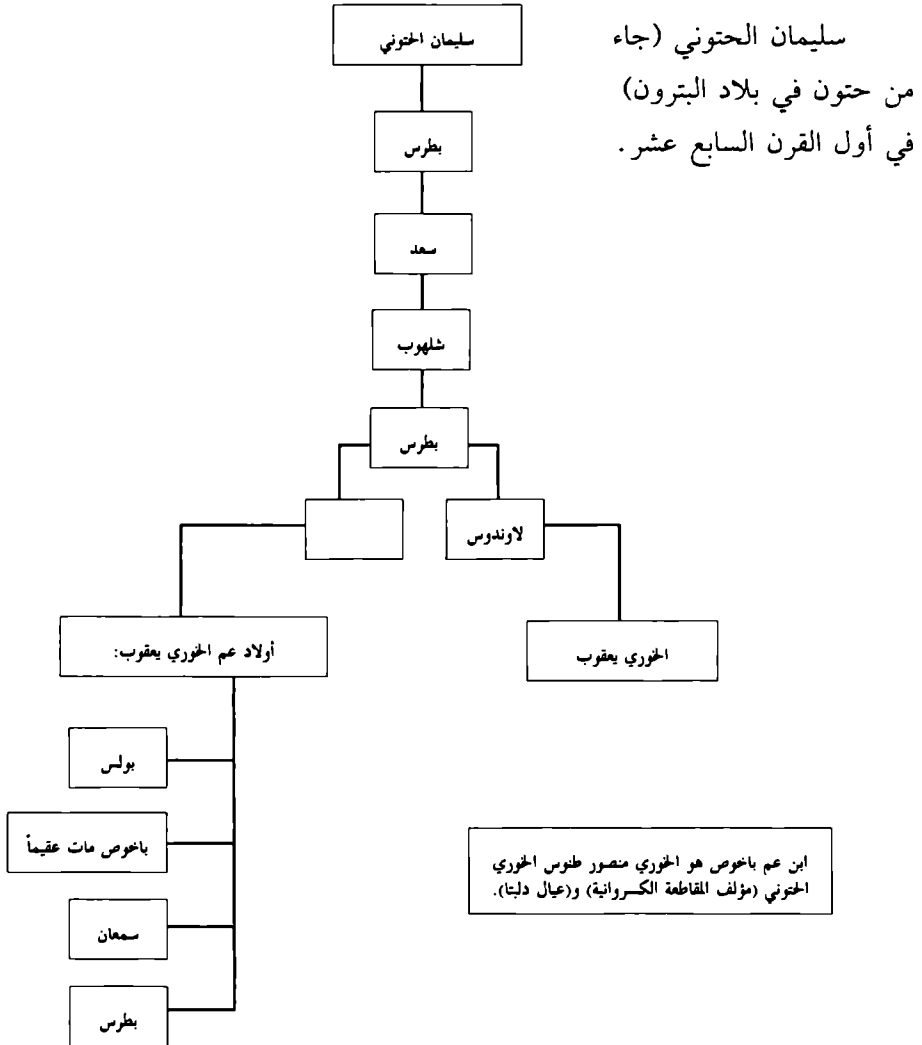 سليمان الحتوني (جاء
من حتون في بلاد البترون)
في أول القرن السابع عشر.
سليمان الحتوني
بطرس
سعد
شلهوب
بطرس
لاوندوس
الخوري يعقوب
أولاد عم الخوري يعقوب:
بولس
باخوص مات عقيماً
سمعان
بطرس
ابن عم باخوص هو الخوري منصور طنوس الخوري
الحتوني (مؤلف المقاطعة الكسروانية) و(عيال دلبتا).